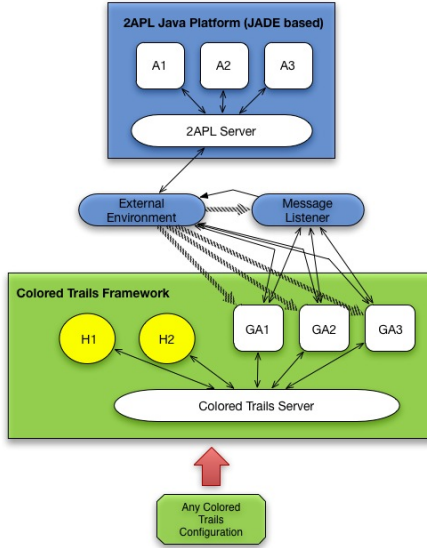 2APL Java Platform (JADE based)
A1 A2 A3
2APL Server
External
Environment
Message
Listener
Colored Trails Framework
H1 H2 GA1 GA2 GA3
Colored Trails Server
Any Colored
Trails
Configuration